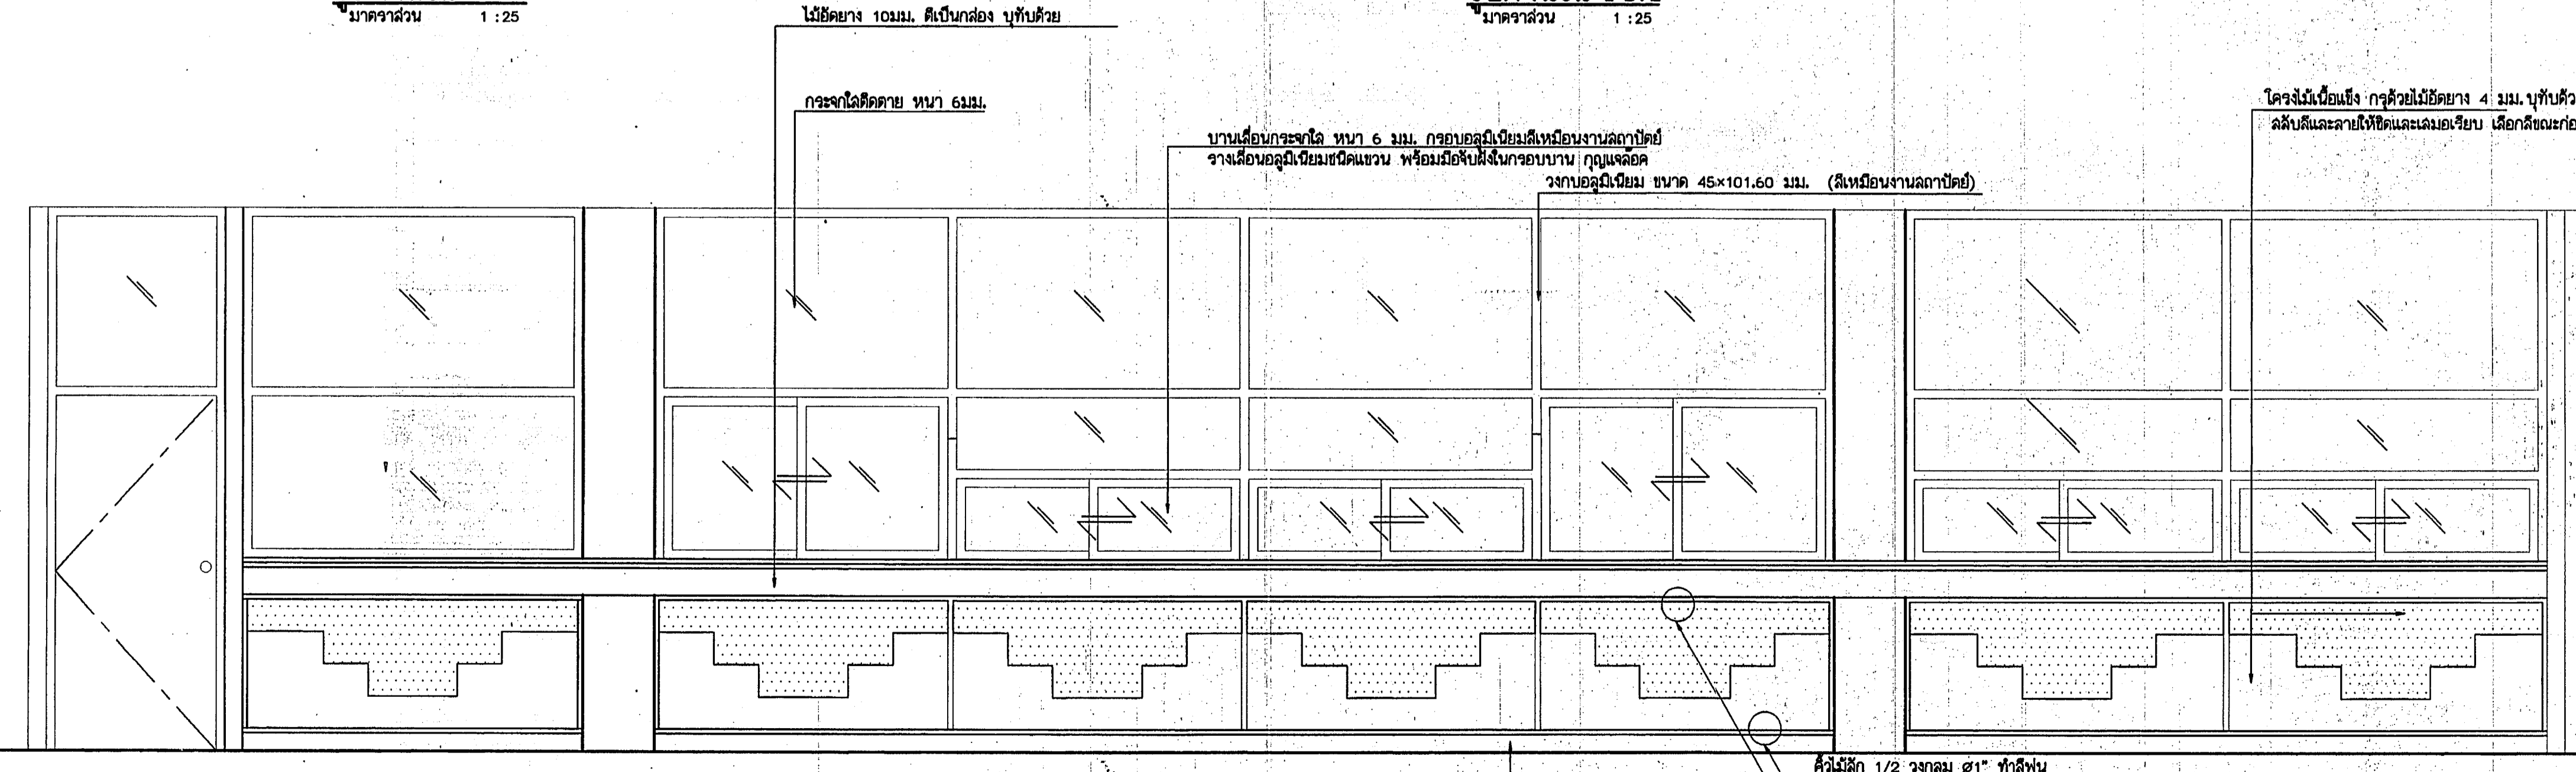 มาตราส่วน 1 : 25
มาตราส่วน 1 : 25
ไม้อัดยาง 10มม. ตีเป็นกล่อง บุทับด้วย
กระจกใสติดตาย หนา 6มม.
บานเลื่อนกระจกใส หนา 6 มม. กรอบอลูมิเนียมสีเหมือนงานสถาปัตย์
รางเลื่อนอลูมิเนียมชนิดแขวน พร้อมมือจับฝังในกรอบบาน กุญแจล็อค
วงกบอลูมิเนียม ขนาด 45×101.60 มม. (สีเหมือนงานสถาปัตย์)
โครงไม้เนื้อแข็ง กรุด้วยไม้อัดยาง 4 มม. บุทับด้ว
สลับสีและลายให้ชิดและเสมอเรียบ เลือกสีขณะก่อ
คิ้วไม้สัก 1/2 วงกลม ø1" ทำสีพ่น